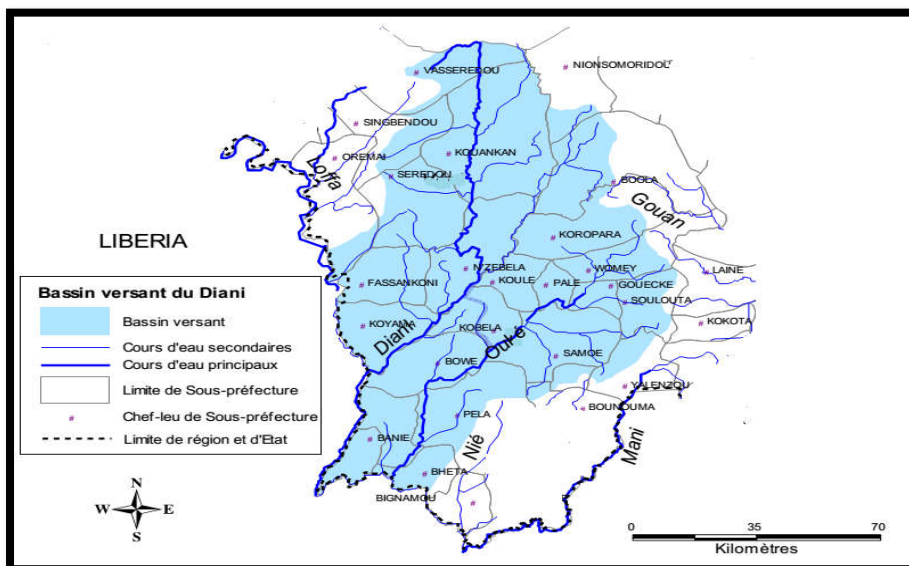 VASSEREDOU
NIONSOMORIDOU
SINGBENDOU
OREMAI
KOUANKAN
Loffa
SEREDOU
BOOLA
Gouan
LIBERIA
KOROPARA
N'ZEBELA
WOMEY
LAINE
FASSANKONI
KOULE
PALE
GOUECKE
SOULOUTA
KOYAMA
Diani
KOBELA
Oulé
KOKOTA
BOWE
SAMOE
YALENZOU
BOUNOUMA
PELA
BANIE
Nié
Mani
BHETA
BIGNAMOU
Bassin versant du Diani
Bassin versant
Cours d'eau secondaires
Cours d'eau principaux
Limite de Sous-préfecture
Chef-leu de Sous-préfecture
Limite de région et d'Etat
N
W E
S
0 35 70
Kilomètres